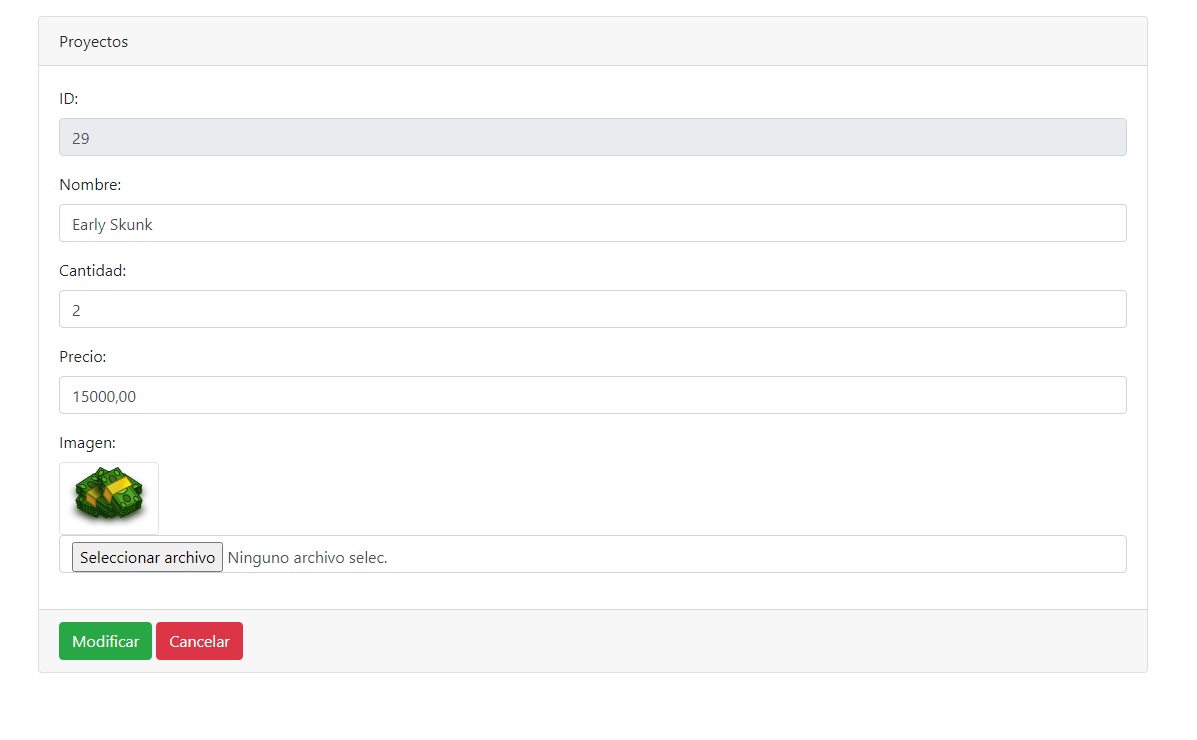 Proyectos
ID:
29
Nombre:
Early Skunk
Cantidad:
2
Precio:
15000,00
Imagen:
Seleccionar archivo Ninguno archivo selec.
Modificar Cancelar